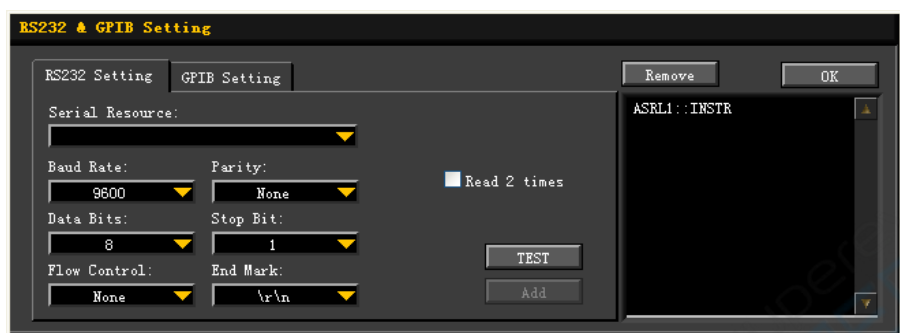 RS232 & GPIB Setting
RS232 Setting GPIB Setting
Remove OK
Serial Resource:
ASRL1::INSTR
Baud Rate: Parity:
9600 None
Read 2 times
Data Bits: Stop Bit:
8 1
TEST
Flow Control: End Mark:
None \r\n
Add